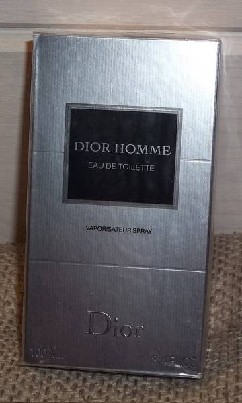 DIOR HOMME
EAU DE TOILETTE
VAPORISATEUR SPRAY
Dior